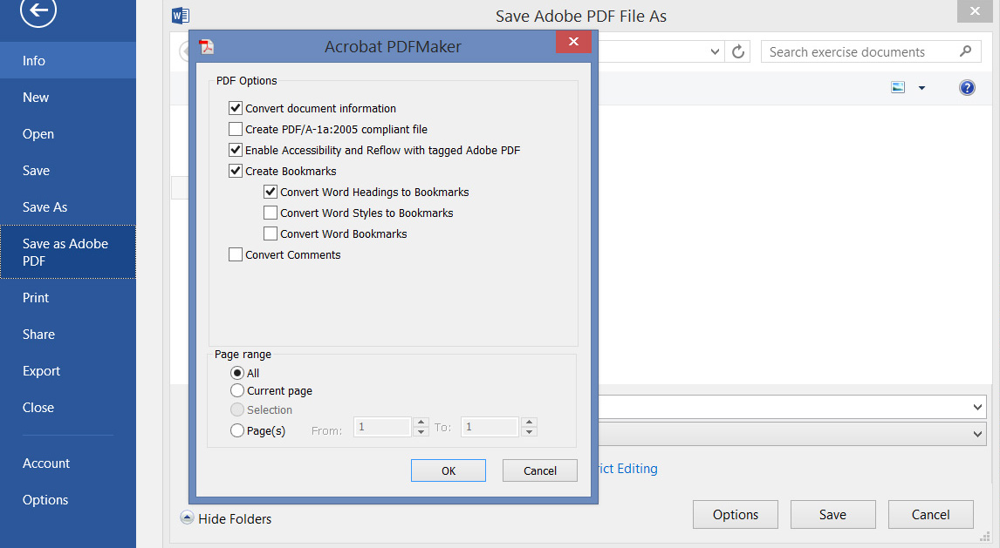 Save Adobe PDF File As
Info
New
Open
Save
Save As
Save as Adobe
PDF
Print
Share
Export
Close
Account
Options
Search exercise documents
Acrobat PDFMaker
PDF Options
Convert document information
Create PDF/A-1a:2005 compliant file
Enable Accessibility and Reflow with tagged Adobe PDF
Create Bookmarks
Convert Word Headings to Bookmarks
Convert Word Styles to Bookmarks
Convert Word Bookmarks
Convert Comments
Page range
All
Current page
Selection
Page(s) From: 1 To: 1
OK Cancel
Editing
Hide Folders
Options Save Cancel